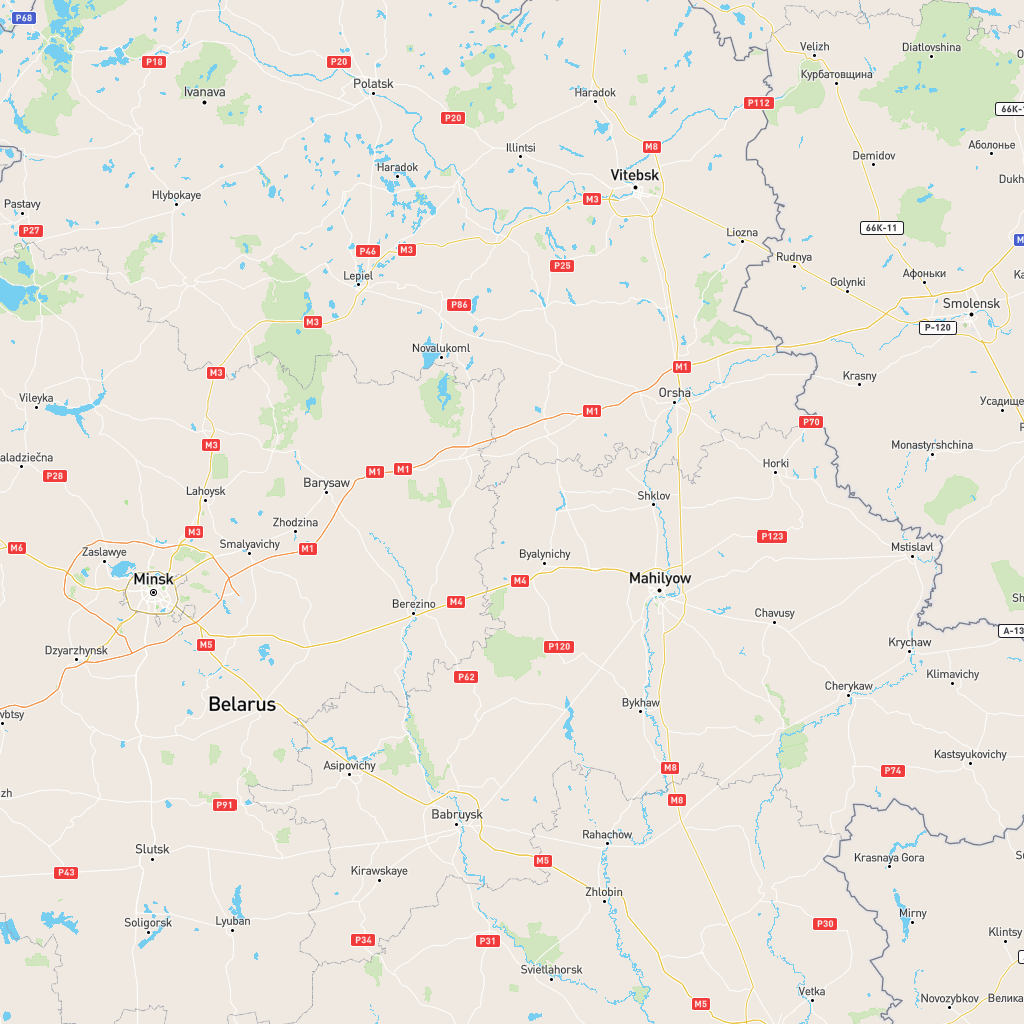 P68
Velizh
Diatlovshina
P18
P20
Курбатовщина
Ivanava
Polatsk
Haradok
P112
P20
M8
Illintsi
Аболонье
Demidov
Haradok
Vitebsk
Hlybokaye
M3
Pastavy
P27
66K-11
Liozna
P46
M3
Rudnya
P25
Афоньки
Lepiel
Golynki
P86
Smolensk
M3
P-120
Novalukoml
M1
M3
Krasny
Vileyka
Orsha
M1
Усадище
P70
M3
Monastyrshchina
aladziečna
P28
M1
M1
Horki
Barysaw
Lahoysk
Shklov
Zhodzina
M3
P123
Smalyavichy
M1
M6
Zaslawye
Byalynichy
Mstislavl
Minsk
M4
Mahilyow
Berezino
M4
Chavusy
M5
P120
Krychaw
Dzyarzhynsk
P62
Klimavichy
Cherykaw
Belarus
Bykhaw
wbtsy
Kastsyukovichy
Asipovichy
M8
P74
zh
P91
M8
Babruysk
Rahachow
Slutsk
M5
Krasnaya Gora
P43
Kirawskaye
Zhlobin
Soligorsk
Lyuban
Mirny
P30
P34
P31
Klintsy
Svietlahorsk
Vetka
M5
Novozybkov